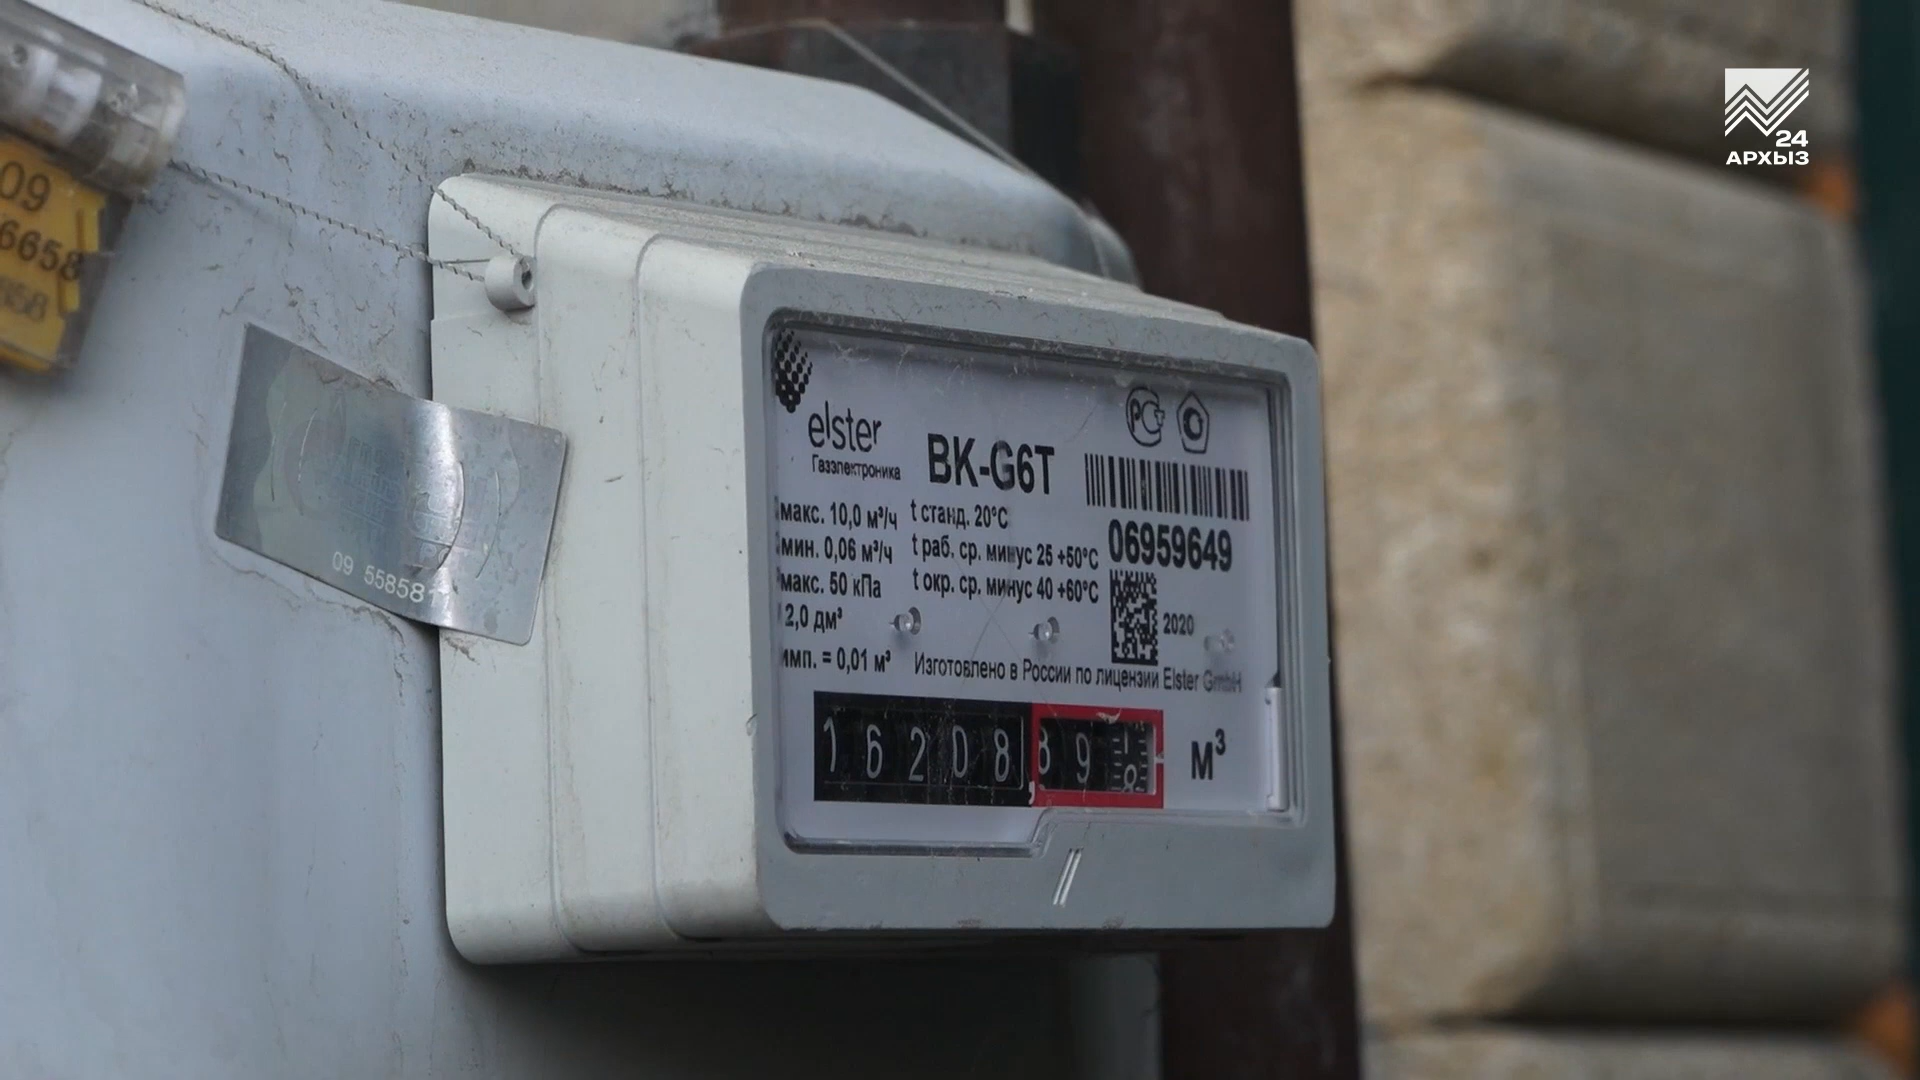 24
АРХЫЗ
09
6658
858
09 55858
elster
Газэлектроника
BK-G6T
макс. 10,0 м³/ч
мин. 0,06 м³/ч
макс. 50 кПа
2,0 дм³
имп. = 0,01 м³
t станд. 20°C
t раб. ср. минус 25 +50°C
t окр. ср. минус 40 +60°C
06959649
2020
Изготовлено в России по лицензии Elster GmbH
16208,89
м³